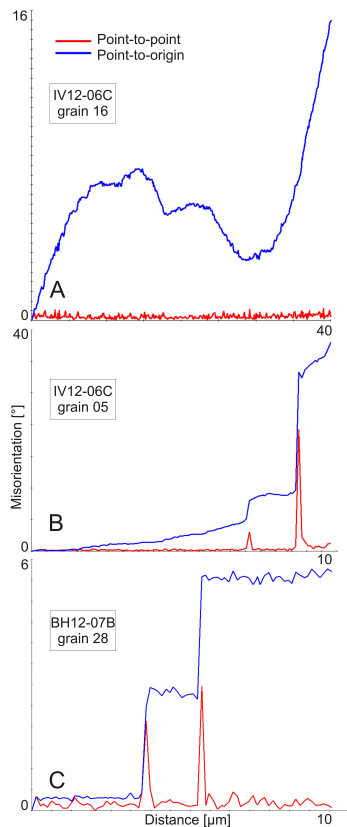 16
Point-to-point
Point-to-origin
IV12-06C
grain 16
A
0
40
40
IV12-06C
grain 05
Misorientation [°]
B
0
10
6
BH12-07B
grain 28
C
0
Distance [µm]
10